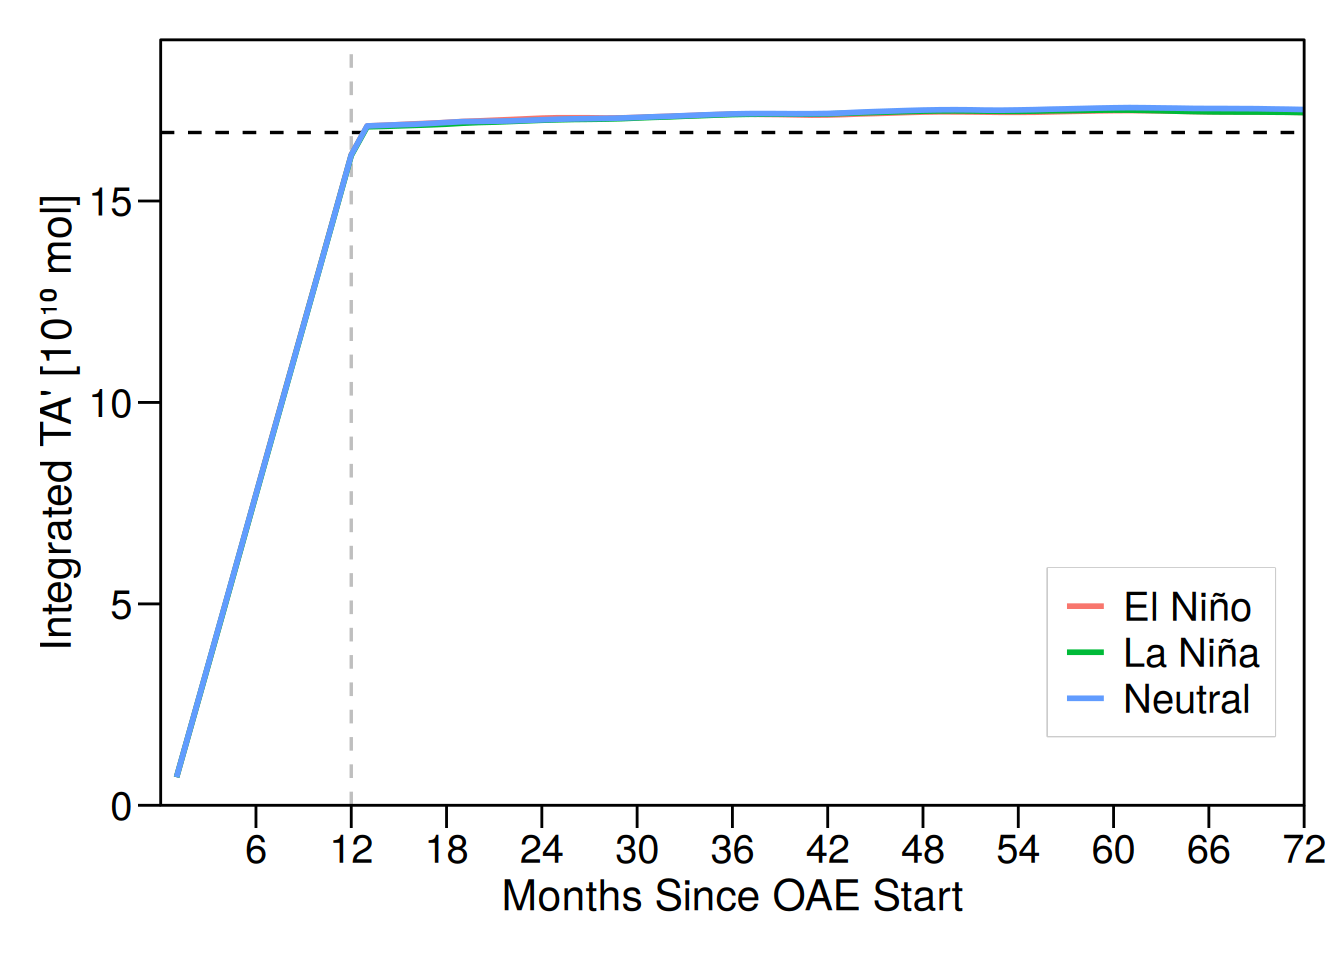 Integrated TA' [10¹⁰ mol]
15
10
5
0
El Niño
La Niña
Neutral
6 12 18 24 30 36 42 48 54 60 66 72
Months Since OAE Start